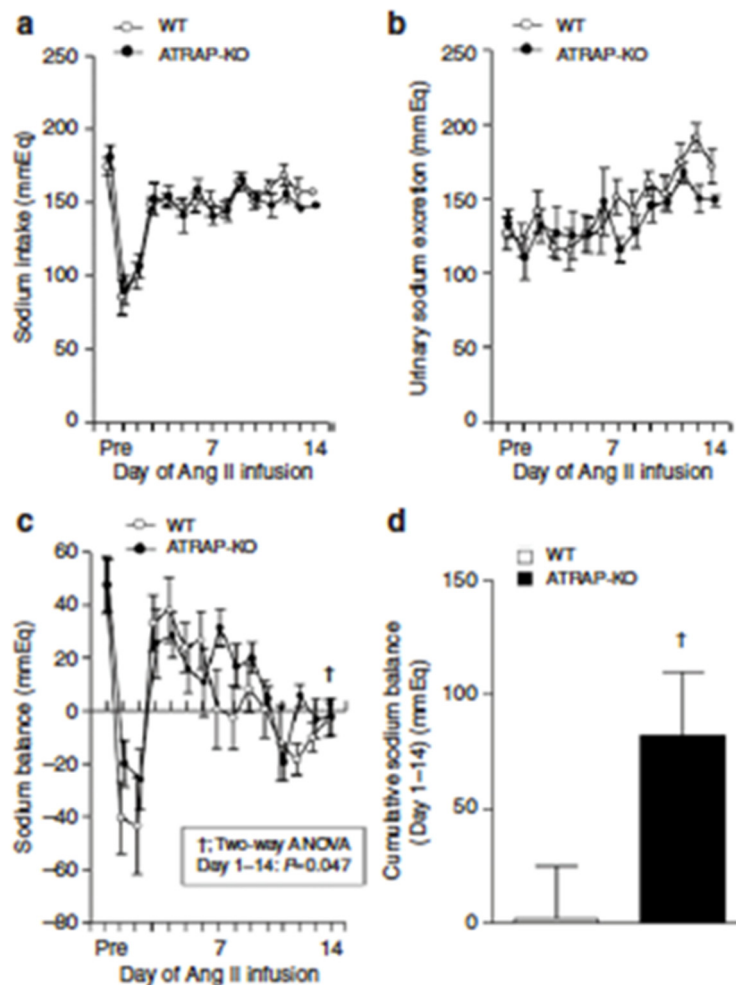 a
WT
ATRAP-KO
Sodium intake (mmEq)
250
200
150
100
50
0
Pre
7
14
Day of Ang II infusion
b
WT
ATRAP-KO
Urinary sodium excretion (mmEq)
250
200
150
100
50
0
Pre
7
14
Day of Ang II infusion
c
WT
ATRAP-KO
Sodium balance (mmEq)
60
40
20
0
−20
−40
−60
−80
†
†: Two-way ANOVA
Day 1–14: P=0.047
Pre
7
14
Day of Ang II infusion
d
WT
ATRAP-KO
Cumulative sodium balance
(Day 1–14) (mmEq)
150
100
50
0
†